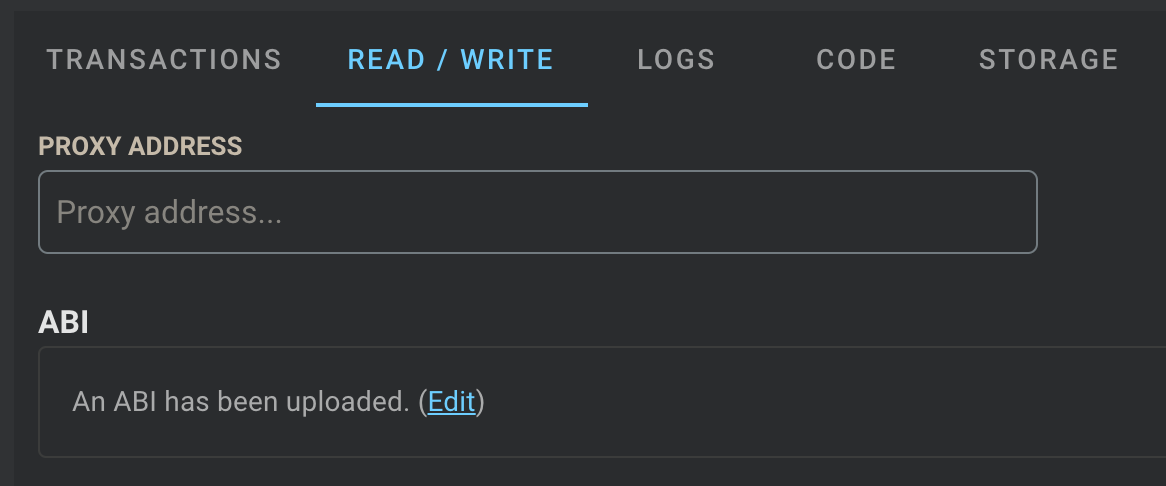 TRANSACTIONS READ / WRITE LOGS CODE STORAGE
PROXY ADDRESS
Proxy address...
ABI
An ABI has been uploaded. (Edit)